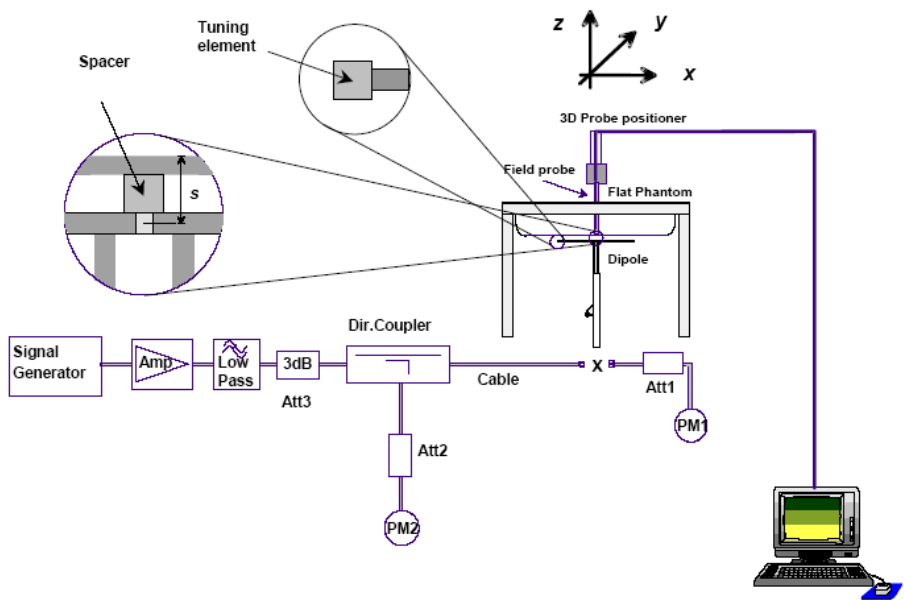 Tuning
element
Spacer
s
z
y
x
3D Probe positioner
Field probe
Flat Phantom
Dipole
Dir.Coupler
Signal
Generator
Amp
Low
Pass
3dB
Att3
Cable
X
Att1
PM1
Att2
PM2